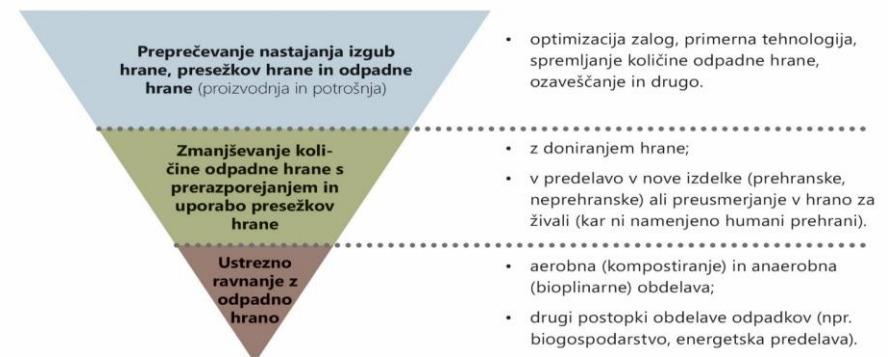 Preprečevanje nastajanja izgub
hrane, presežkov hrane in odpadne
hrane (proizvodnja in potrošnja)
• optimizacija zalog, primerna tehnologija,
spremljanje količine odpadne hrane,
ozaveščanje in drugo.
Zmanjševanje koli-
čine odpadne hrane s
prerazporejanjem in
uporabo presežkov
hrane
• z doniranjem hrane;
• v predelavo v nove izdelke (prehranske,
neprehranske) ali preusmerjanje v hrano za
živali (kar ni namenjeno humani prehrani).
Ustrezno
ravnanje z
odpadno
hrano
• aerobna (kompostiranje) in anaerobna
(bioplinarne) obdelava;
• drugi postopki obdelave odpadkov (npr.
biogospodarstvo, energetska predelava).